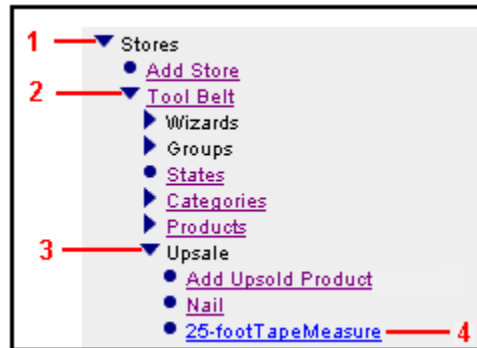 1 Stores
Add Store
2 Tool Belt
Wizards
Groups
States
Categories
Products
3 Upsale
Add Upsold Product
Nail
25-footTapeMeasure 4